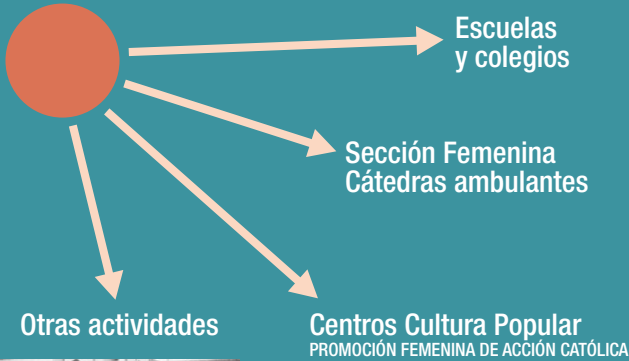 Escuelas
y colegios
Sección Femenina
Cátedras ambulantes
Otras actividades
Centros Cultura Popular
PROMOCIÓN FEMENINA DE ACCIÓN CATÓLICA